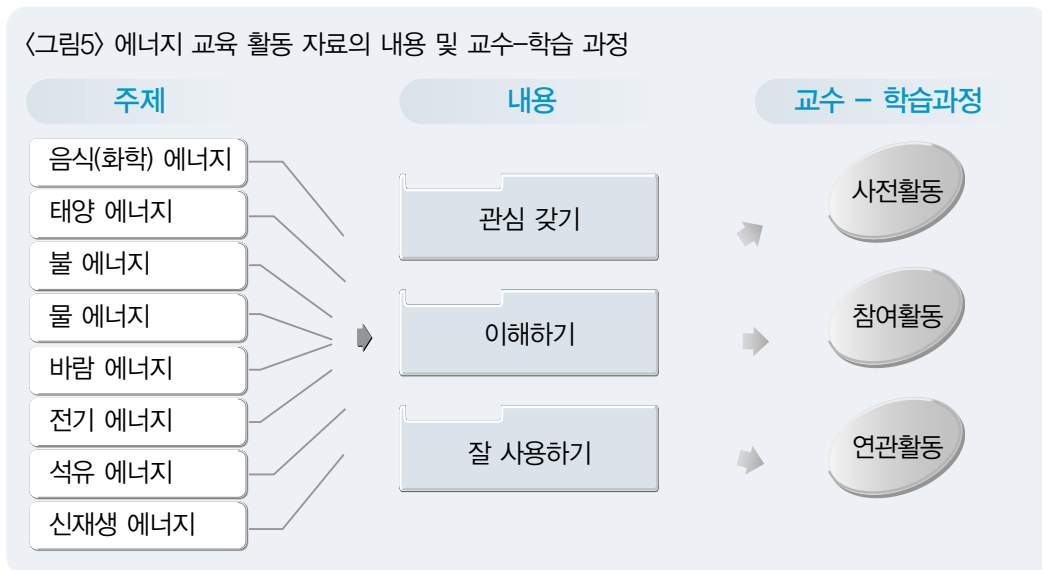 〈그림5〉 에너지 교육 활동 자료의 내용 및 교수-학습 과정
주제
내용
교수 - 학습과정
음식(화학) 에너지
태양 에너지
불 에너지
물 에너지
바람 에너지
전기 에너지
석유 에너지
신재생 에너지
관심 갖기
이해하기
잘 사용하기
사전활동
참여활동
연관활동